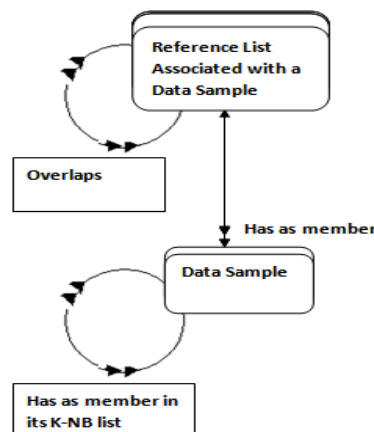 Reference List
Associated with a
Data Sample
Overlaps
Has as member
Data Sample
Has as member in
its K-NB list